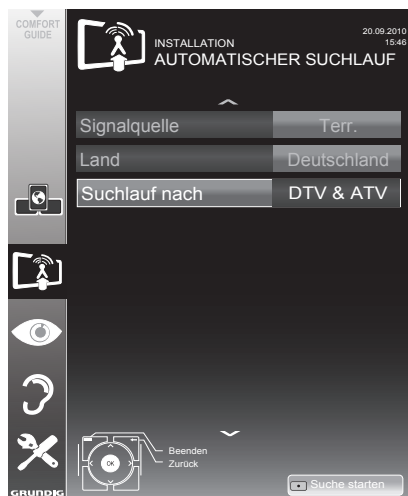 COMFORT
GUIDE
INSTALLATION
AUTOMATISCHER SUCHLAUF
20.09.2010
15:46
Signalquelle Terr.
Land Deutschland
Suchlauf nach DTV & ATV
OK
Beenden
Zurück
Suche starten
GRUNDIG